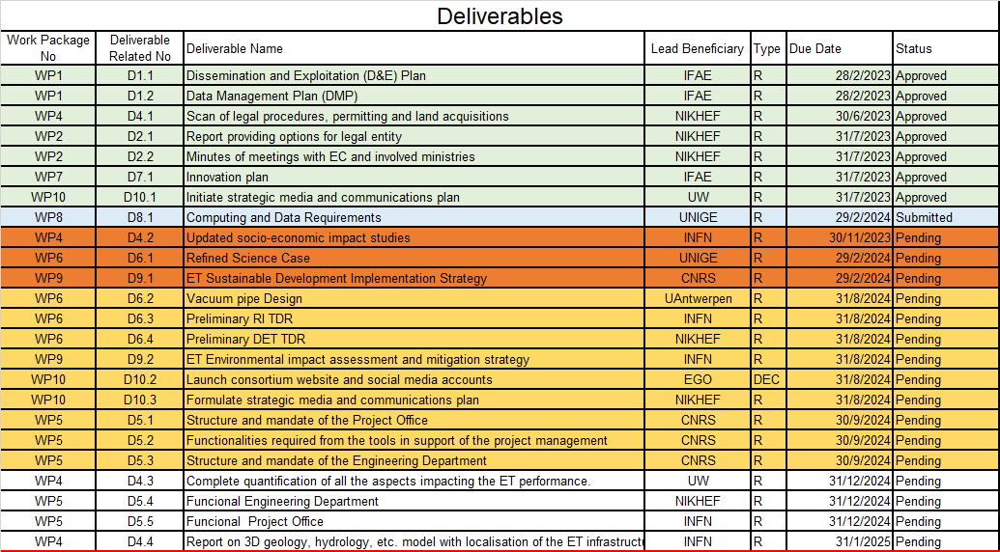 Deliverables
Work Package No Deliverable Related No Deliverable Name Lead Beneficiary Type Due Date Status
WP1 D1.1 Dissemination and Exploitation (D&E) Plan IFAE R 28/2/2023 Approved
WP1 D1.2 Data Management Plan (DMP) IFAE R 28/2/2023 Approved
WP4 D4.1 Scan of legal procedures, permitting and land acquisitions NIKHEF R 30/6/2023 Approved
WP2 D2.1 Report providing options for legal entity NIKHEF R 31/7/2023 Approved
WP2 D2.2 Minutes of meetings with EC and involved ministries NIKHEF R 31/7/2023 Approved
WP7 D7.1 Innovation plan IFAE R 31/7/2023 Approved
WP10 D10.1 Initiate strategic media and communications plan UW R 31/7/2023 Approved
WP8 D8.1 Computing and Data Requirements UNIGE R 29/2/2024 Submitted
WP4 D4.2 Updated socio-economic impact studies INFN R 30/11/2023 Pending
WP6 D6.1 Refined Science Case UNIGE R 29/2/2024 Pending
WP9 D9.1 ET Sustainable Development Implementation Strategy CNRS R 29/2/2024 Pending
WP6 D6.2 Vacuum pipe Design UAntwerpen R 31/8/2024 Pending
WP6 D6.3 Preliminary RI TDR INFN R 31/8/2024 Pending
WP6 D6.4 Preliminary DET TDR NIKHEF R 31/8/2024 Pending
WP9 D9.2 ET Environmental impact assessment and mitigation strategy INFN R 31/8/2024 Pending
WP10 D10.2 Launch consortium website and social media accounts EGO DEC 31/8/2024 Pending
WP10 D10.3 Formulate strategic media and communications plan NIKHEF R 31/8/2024 Pending
WP5 D5.1 Structure and mandate of the Project Office CNRS R 30/9/2024 Pending
WP5 D5.2 Functionalities required from the tools in support of the project management CNRS R 30/9/2024 Pending
WP5 D5.3 Structure and mandate of the Engineering Department CNRS R 30/9/2024 Pending
WP4 D4.3 Complete quantification of all the aspects impacting the ET performance. UW R 31/12/2024 Pending
WP5 D5.4 Funcional Engineering Department NIKHEF R 31/12/2024 Pending
WP5 D5.5 Funcional Project Office INFN R 31/12/2024 Pending
WP4 D4.4 Report on 3D geology, hydrology, etc. model with localisation of the ET infrastruct INFN R 31/1/2025 Pending